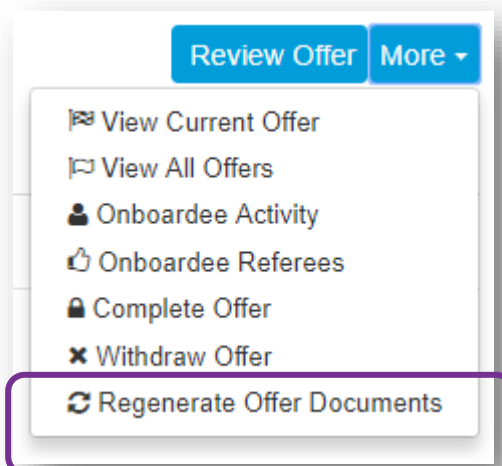 Review Offer More
View Current Offer
View All Offers
Onboardee Activity
Onboardee Referees
Complete Offer
Withdraw Offer
Regenerate Offer Documents